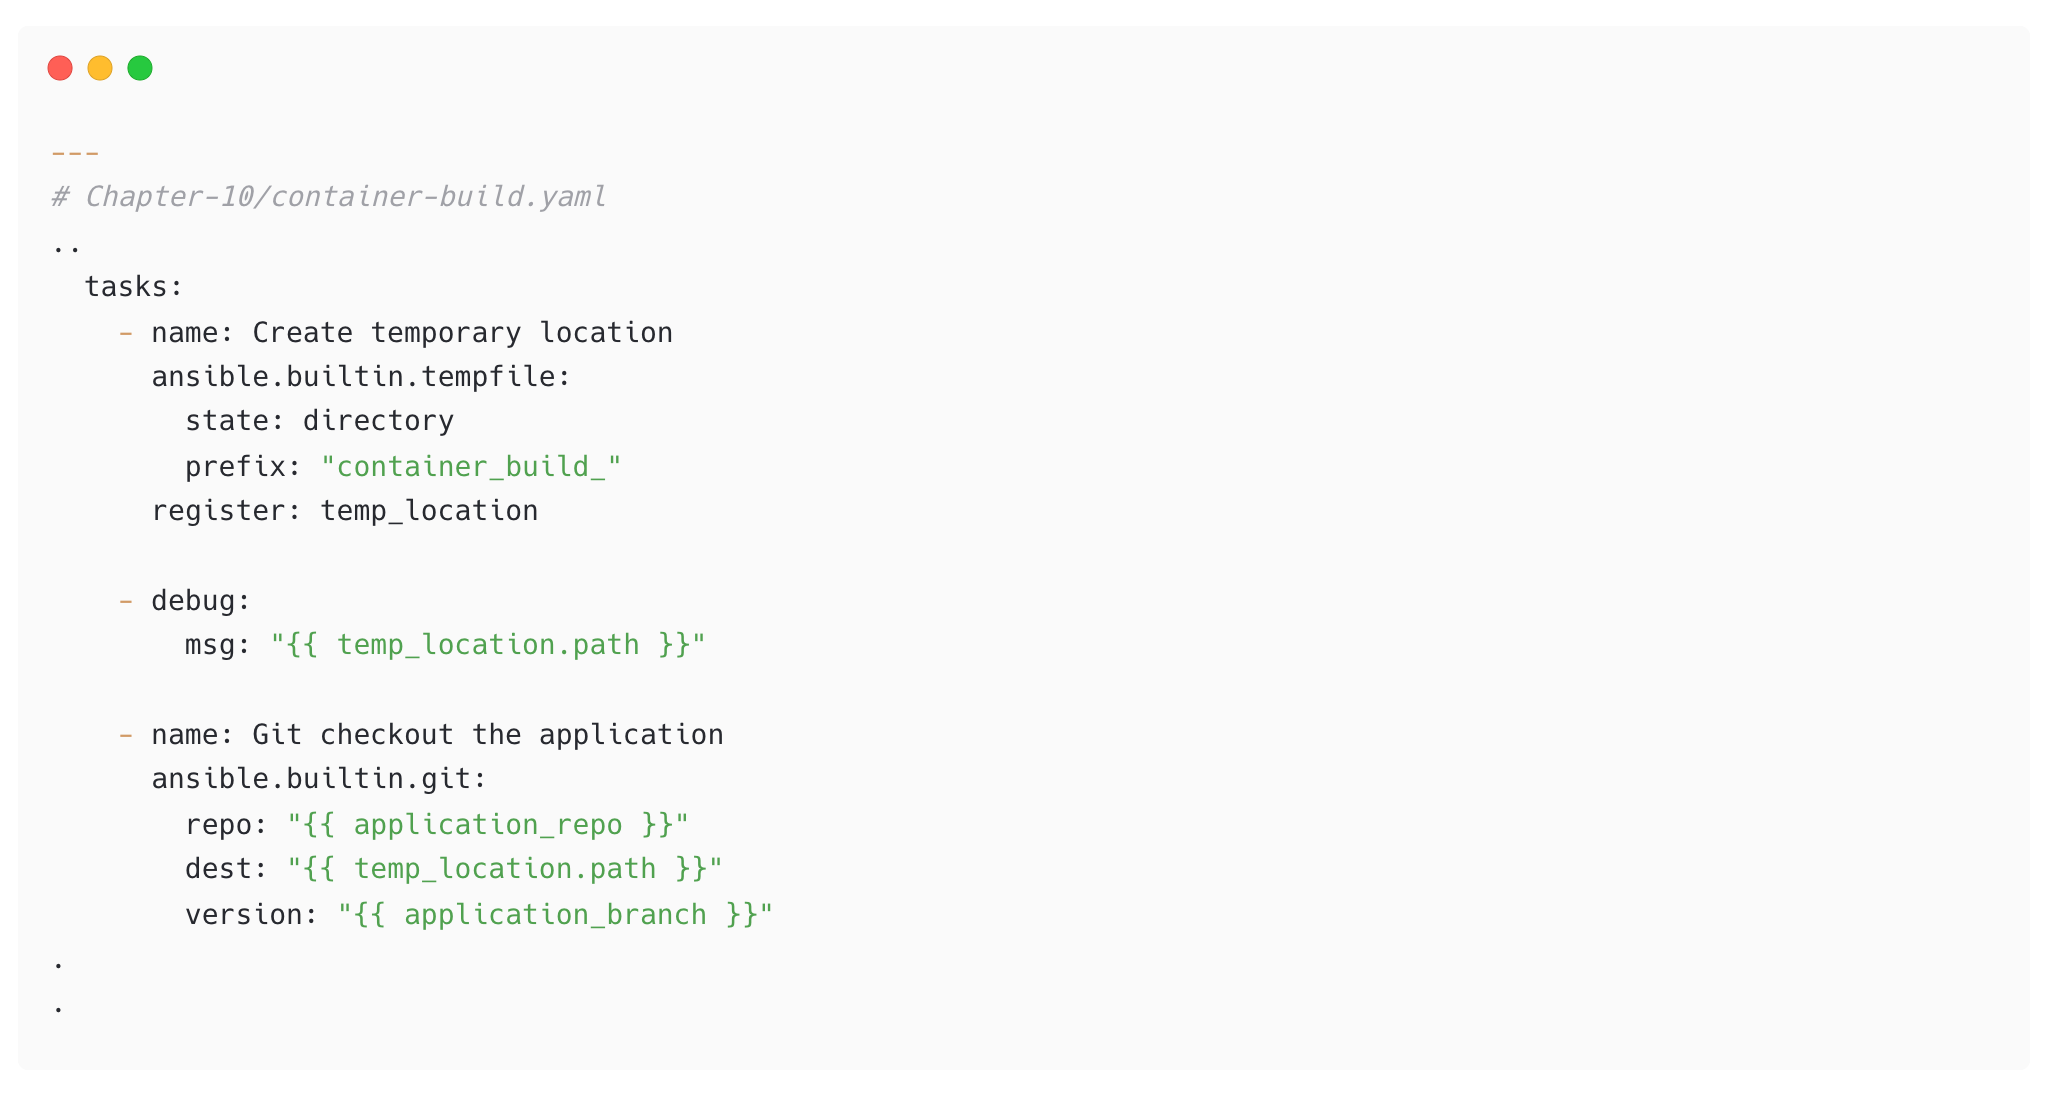 ---
# Chapter-10/container-build.yaml
..
  tasks:
    - name: Create temporary location
      ansible.builtin.tempfile:
        state: directory
        prefix: "container_build_"
      register: temp_location

    - debug:
        msg: "{{ temp_location.path }}"

    - name: Git checkout the application
      ansible.builtin.git:
        repo: "{{ application_repo }}"
        dest: "{{ temp_location.path }}"
        version: "{{ application_branch }}"
.
.